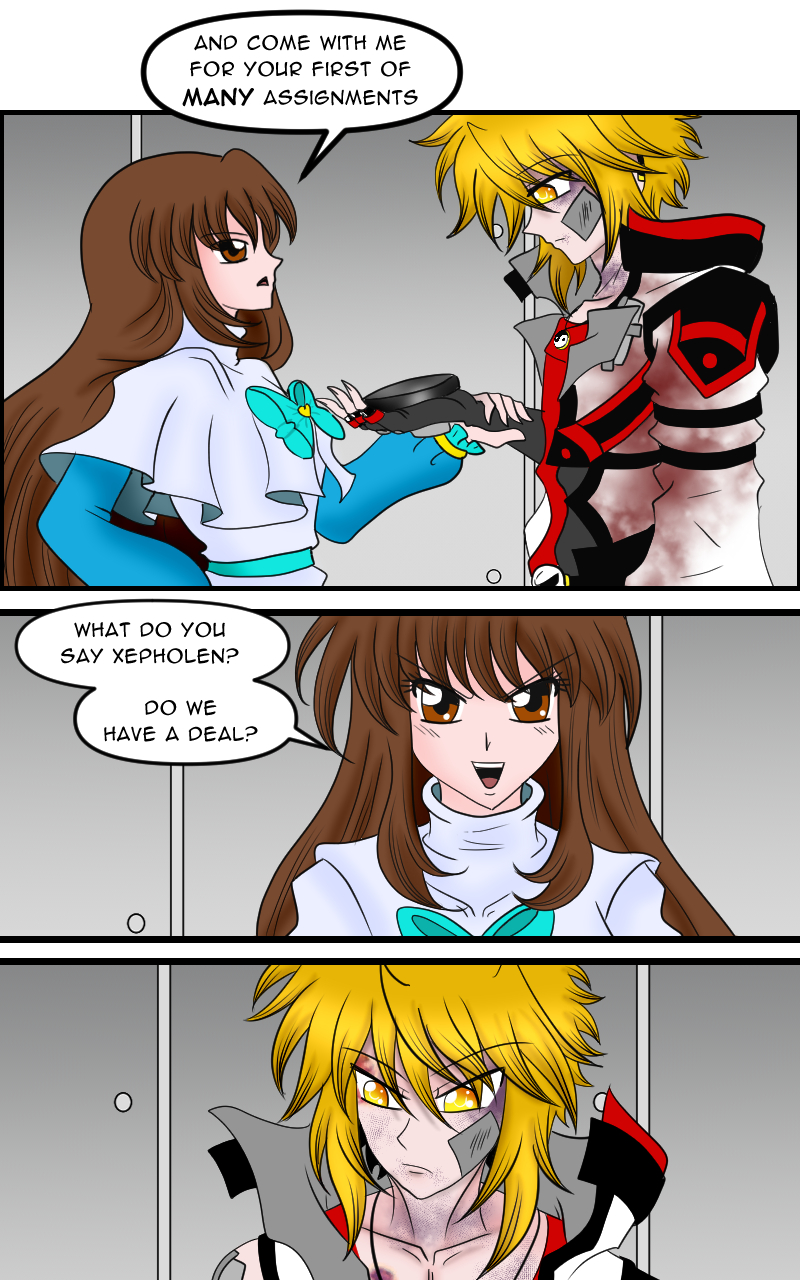 AND COME WITH ME
FOR YOUR FIRST OF
MANY ASSIGNMENTS
WHAT DO YOU
SAY XEPHOLEN?
DO WE
HAVE A DEAL?